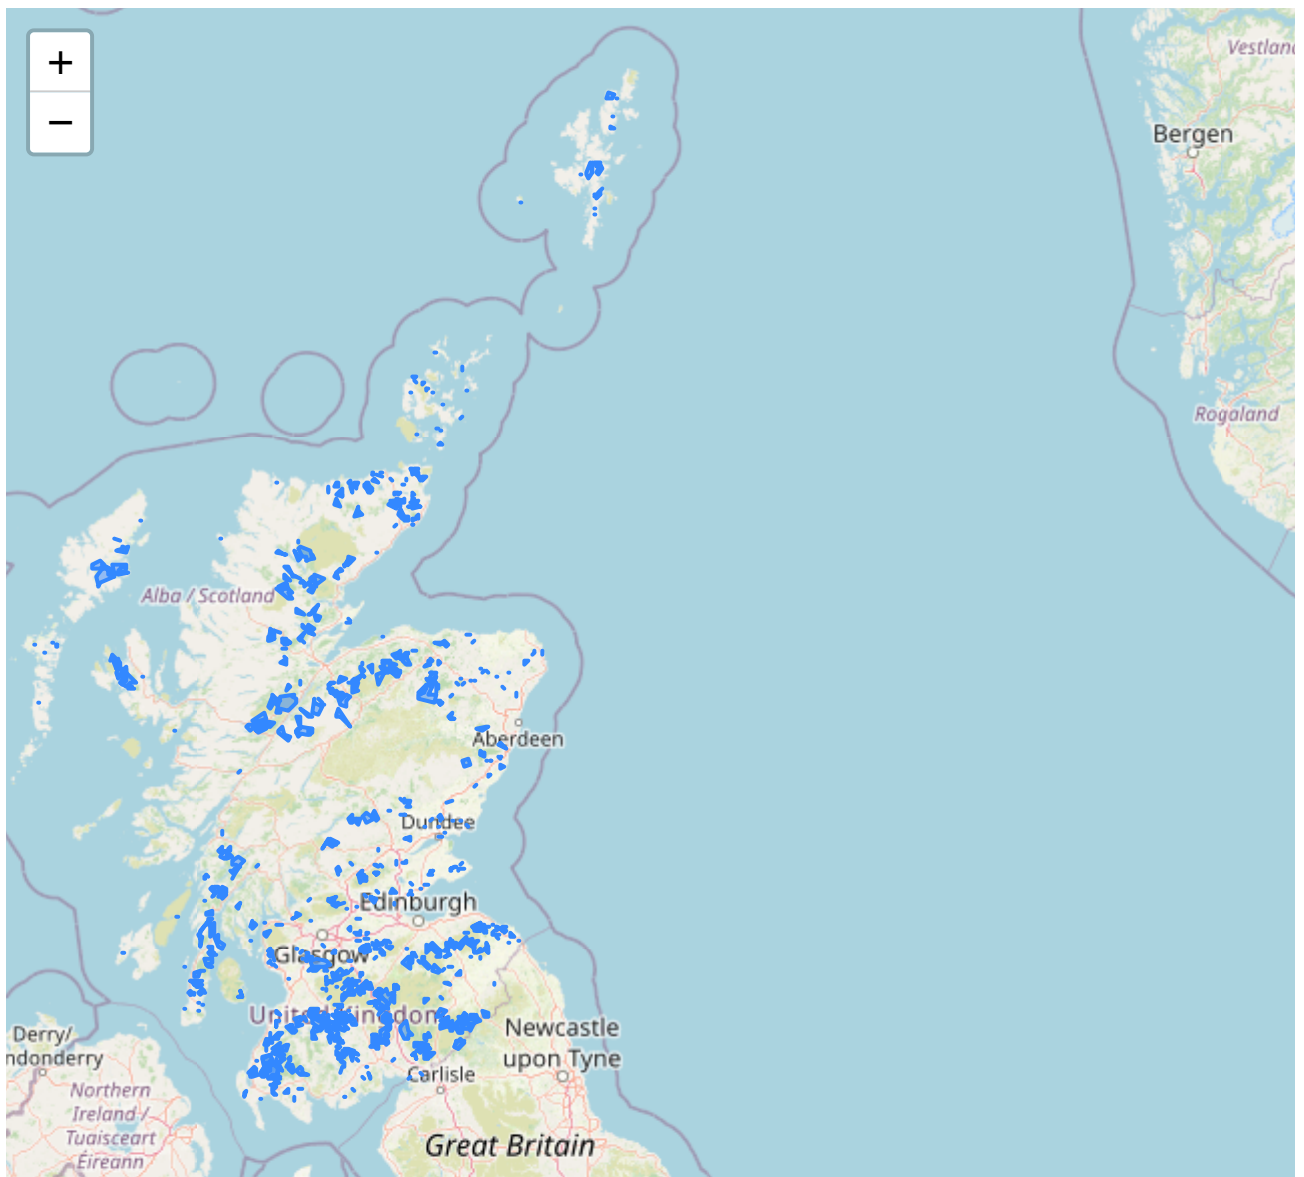 +
−
Vestland
Bergen
Rogaland
Alba / Scotland
Aberdeen
Dundee
Edinburgh
Glasgow
United Kingdom
Derry/
ndonderry
Newcastle
upon Tyne
Carlisle
Northern
Ireland /
Tuaisceart
Éireann
Great Britain